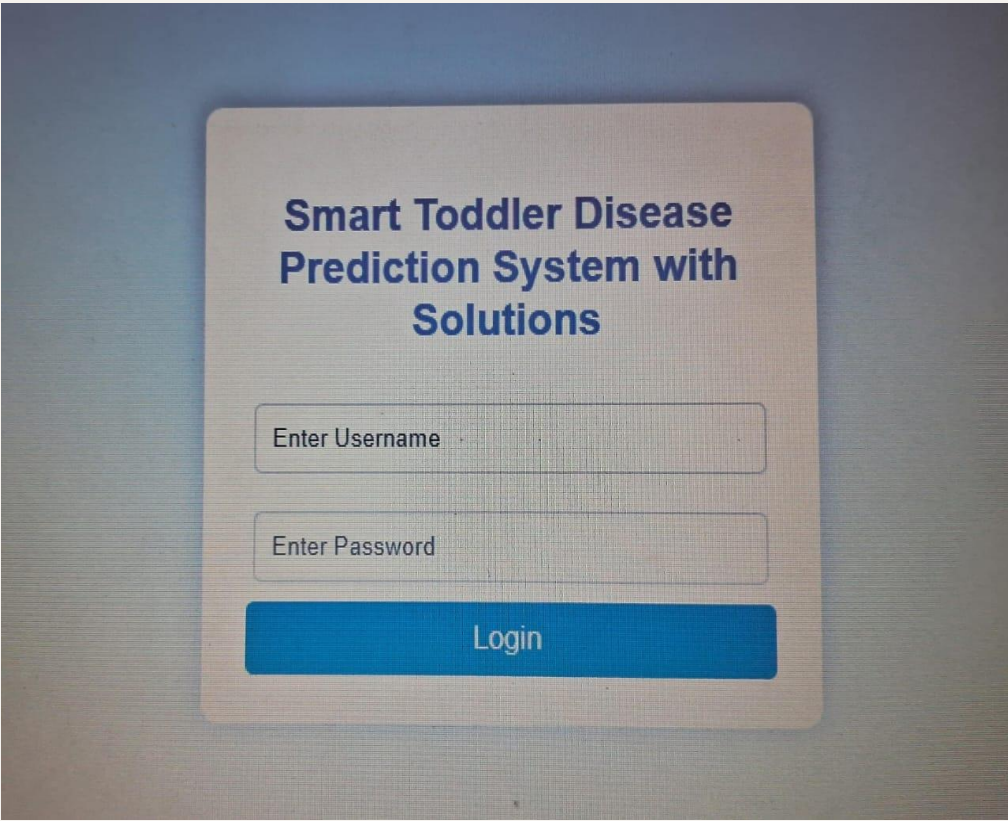 Smart Toddler Disease
Prediction System with
Solutions
Enter Username
Enter Password
Login